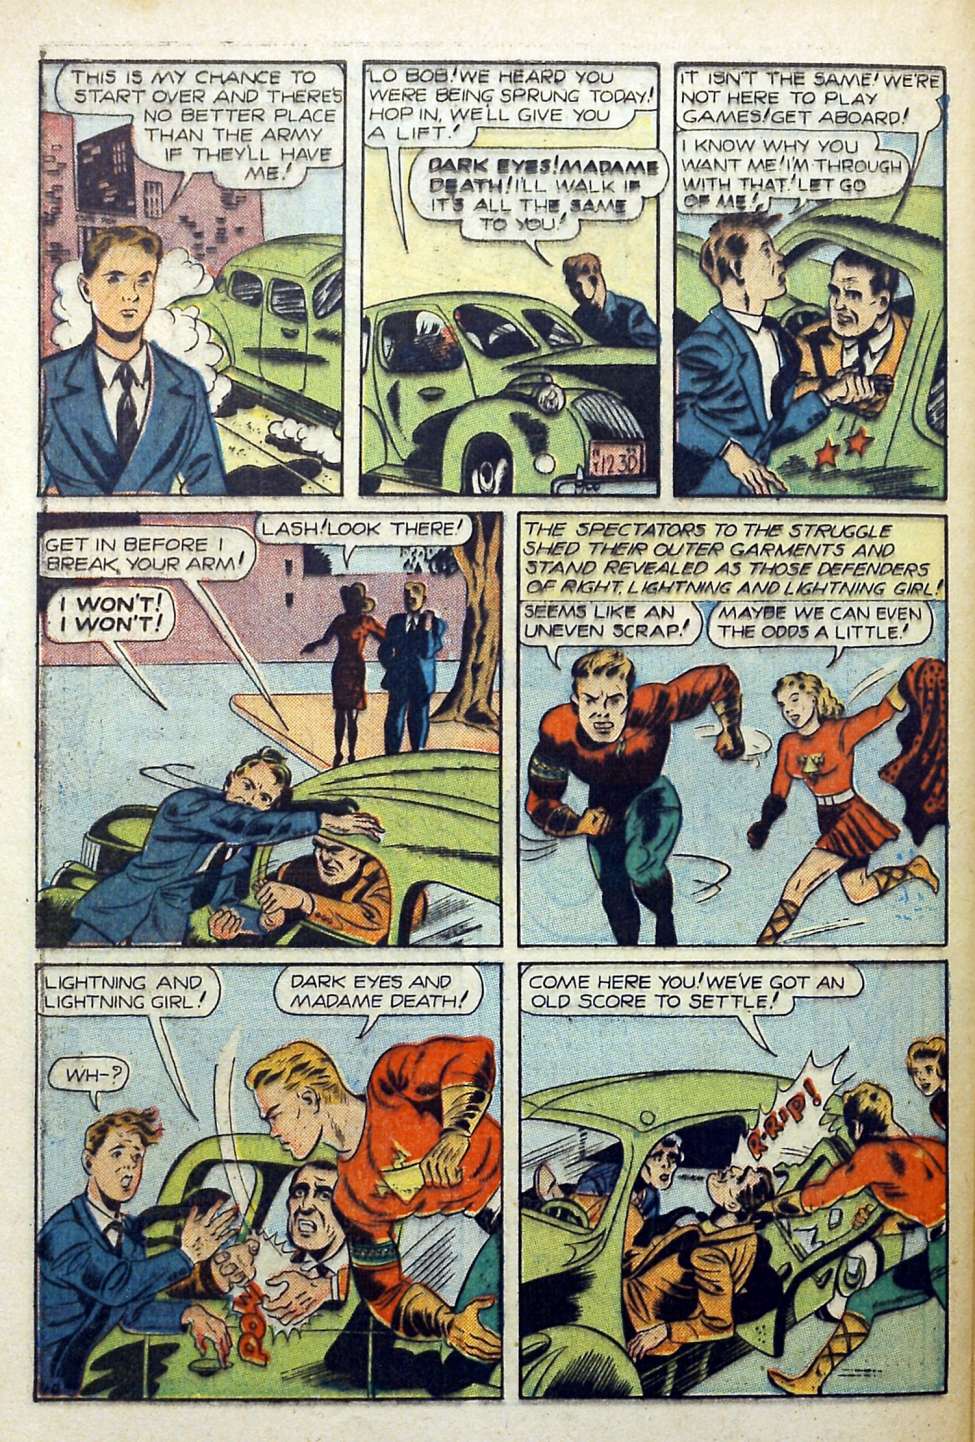 THIS IS MY CHANCE TO
START OVER AND THERE'S
NO BETTER PLACE
THAN THE ARMY
IF THEY'LL HAVE
ME!
'LO BOB! WE HEARD YOU
WERE BEING SPRUNG TODAY!
HOP IN, WE'LL GIVE YOU
A LIFT!
DARK EYES! MADAME
DEATH! I'LL WALK IF
IT'S ALL THE SAME
TO YOU!
IT ISN'T THE SAME! WE'RE
NOT HERE TO PLAY
GAMES! GET ABOARD!
I KNOW WHY YOU
WANT ME! I'M THROUGH
WITH THAT! LET GO
OF ME!
GET IN BEFORE I
BREAK YOUR ARM!
I WON'T!
I WON'T!
LASH! LOOK THERE!
THE SPECTATORS TO THE STRUGGLE
SHED THEIR OUTER GARMENTS AND
STAND REVEALED AS THOSE DEFENDERS
OF RIGHT, LIGHTNING AND LIGHTNING GIRL!
SEEMS LIKE AN
UNEVEN SCRAP!
MAYBE WE CAN EVEN
THE ODDS A LITTLE!
LIGHTNING AND
LIGHTNING GIRL!
WH-?
DARK EYES AND
MADAME DEATH!
POW
COME HERE YOU! WE'VE GOT AN
OLD SCORE TO SETTLE!
R-RIP!